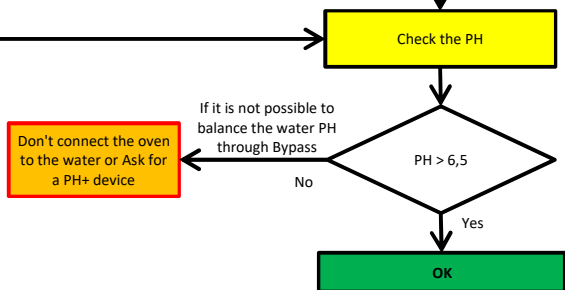 Check the PH
If it is not possible to
balance the water PH
through Bypass
Don't connect the oven
to the water or Ask for
a PH+ device
PH > 6,5
No
Yes
OK